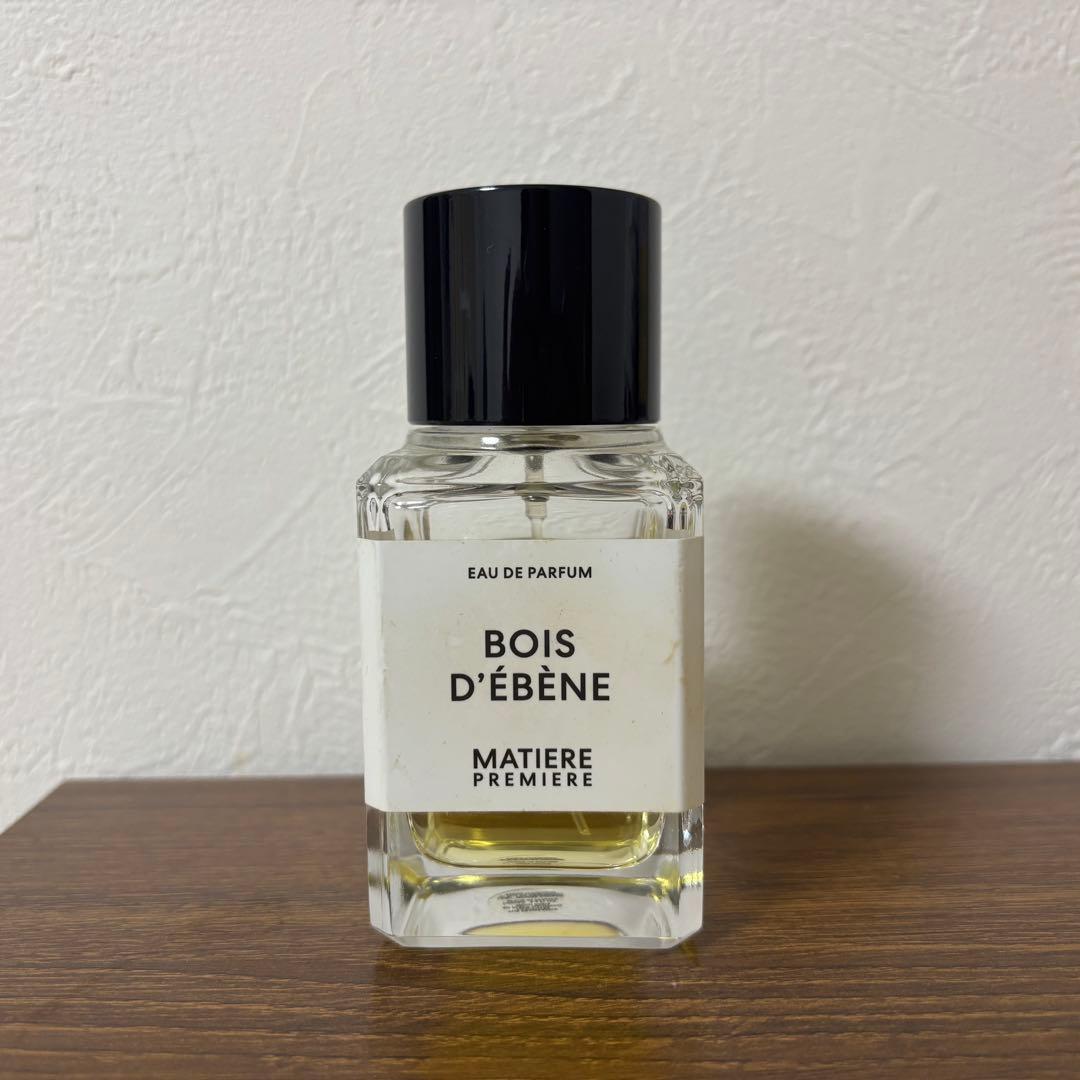 EAU DE PARFUM
BOIS
D'ÉBÈNE
MATIERE
PREMIERE